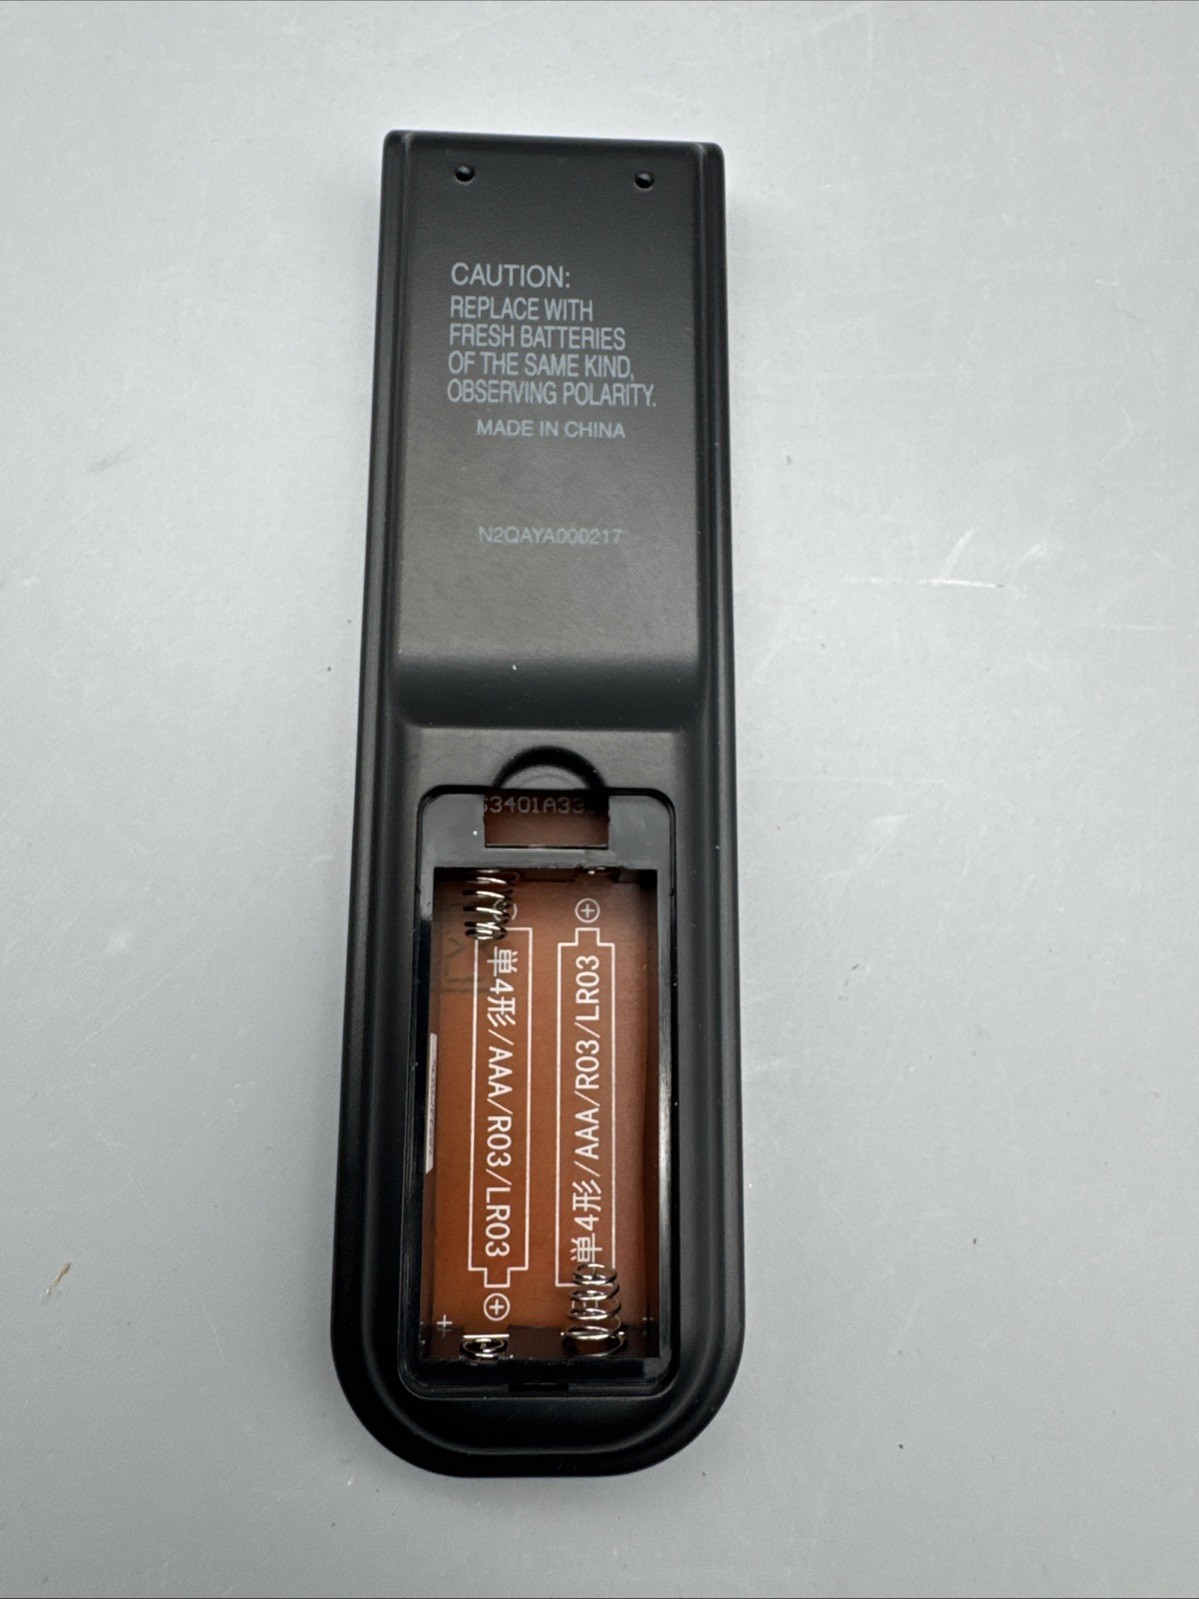 CAUTION:
REPLACE WITH
FRESH BATTERIES
OF THE SAME KIND,
OBSERVING POLARITY.
MADE IN CHINA
N2QAYA000217
3401A33
⊕
単4形/AAA/R03/LR03
単4形/AAA/R03/LR03
⊕
+